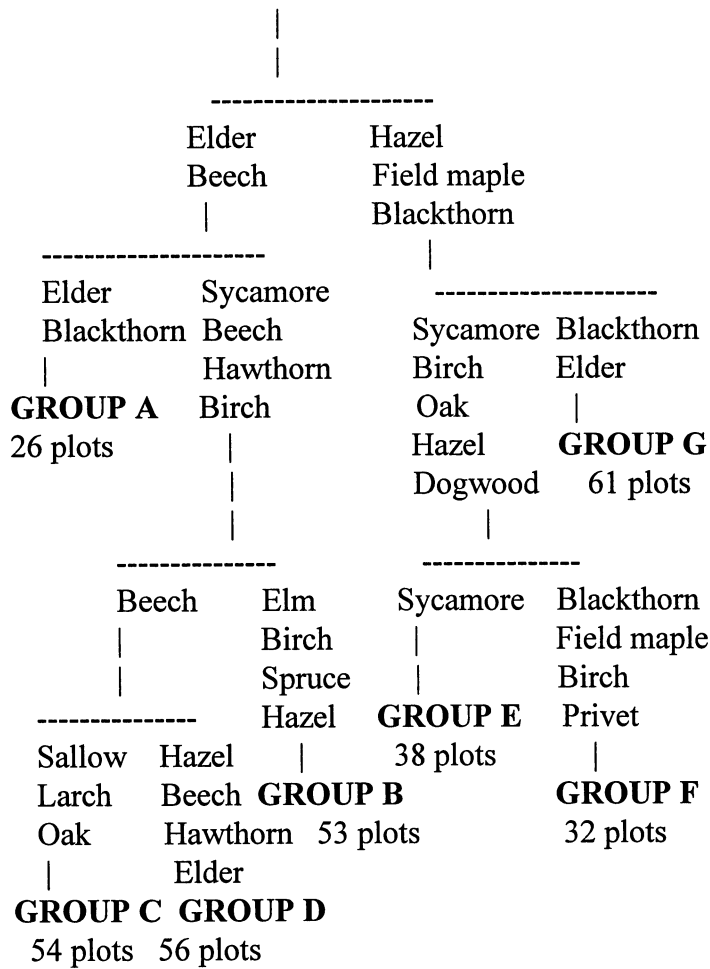 Elder Hazel
Beech Field maple
Blackthorn
Elder Sycamore
Blackthorn Beech Sycamore Blackthorn
Hawthorn Birch Elder
GROUP A Birch Oak
26 plots Hazel GROUP G
Dogwood 61 plots
Beech Elm Sycamore Blackthorn
Birch Field maple
Spruce Birch
Hazel GROUP E Privet
Sallow Hazel 38 plots
Larch Beech GROUP B GROUP F
Oak Hawthorn 53 plots 32 plots
Elder
GROUP C GROUP D
54 plots 56 plots